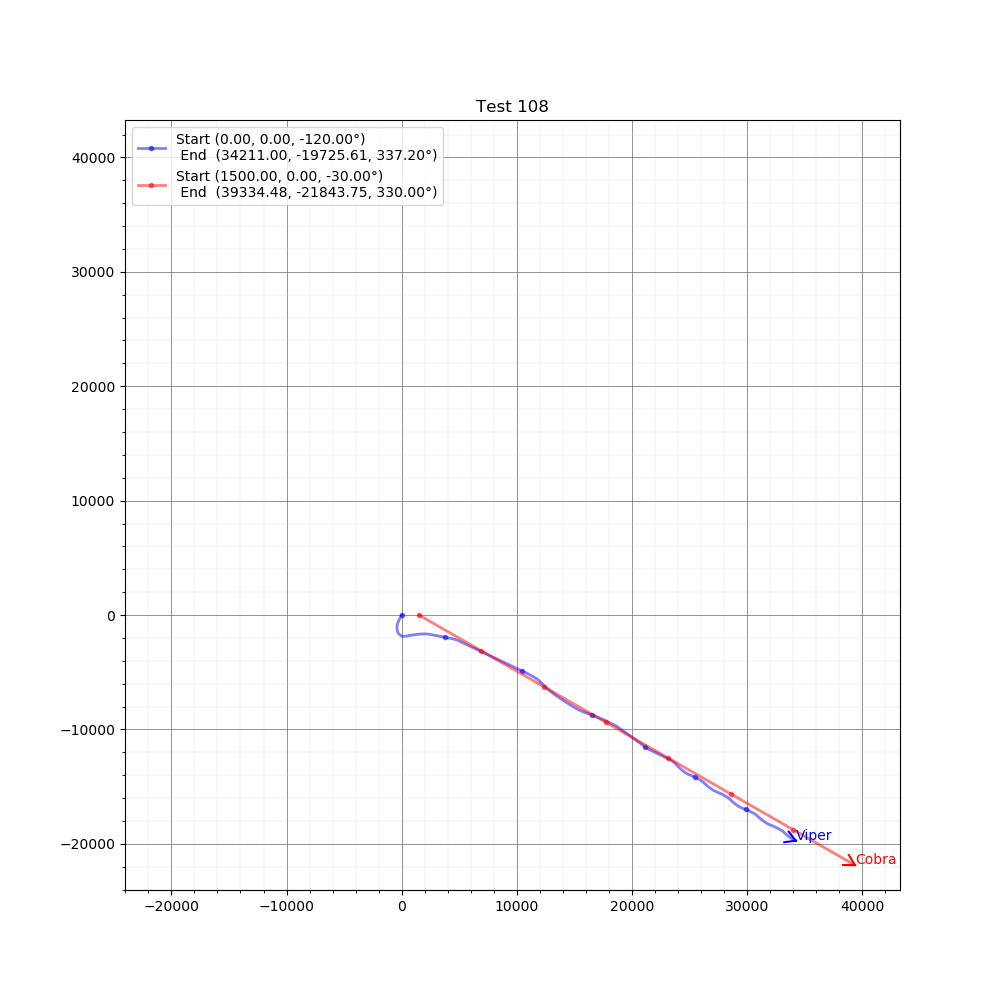 Test 108
Start (0.00, 0.00, -120.00°)
End  (34211.00, -19725.61, 337.20°)
Start (1500.00, 0.00, -30.00°)
End  (39334.48, -21843.75, 330.00°)
40000
30000
20000
10000
0
−10000
−20000
Viper
Cobra
−20000 −10000 0 10000 20000 30000 40000